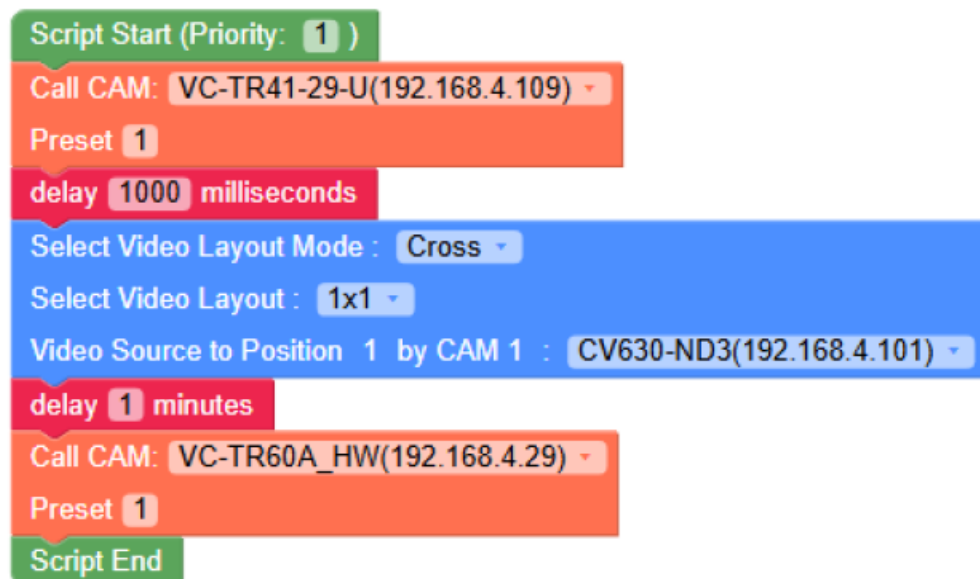 Script Start (Priority: 1 )
Call CAM: VC-TR41-29-U(192.168.4.109)
Preset 1
delay 1000 milliseconds
Select Video Layout Mode : Cross
Select Video Layout : 1x1
Video Source to Position 1 by CAM 1 : CV630-ND3(192.168.4.101)
delay 1 minutes
Call CAM: VC-TR60A_HW(192.168.4.29)
Preset 1
Script End